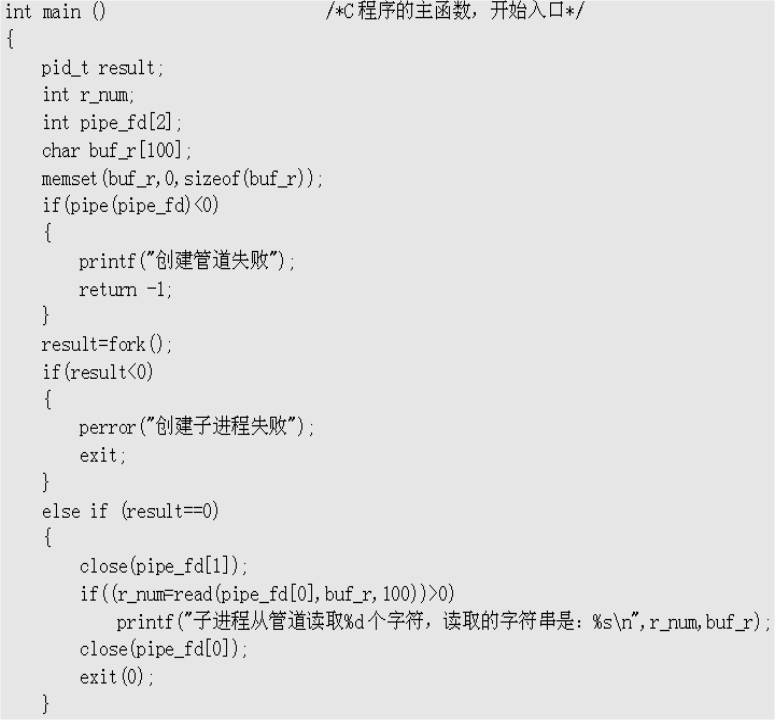 int main ()                    /*C程序的主函数，开始入口*/
{
    pid_t result;
    int r_num;
    int pipe_fd[2];
    char buf_r[100];
    memset(buf_r,0,sizeof(buf_r));
    if(pipe(pipe_fd)<0)
    {
        printf("创建管道失败");
        return -1;
    }
    result=fork();
    if(result<0)
    {
        perror("创建子进程失败");
        exit;
    }
    else if (result==0)
    {
        close(pipe_fd[1]);
        if((r_num=read(pipe_fd[0],buf_r,100))>0)
            printf("子进程从管道读取%d个字符，读取的字符串是：%s\n",r_num,buf_r);
        close(pipe_fd[0]);
        exit(0);
    }